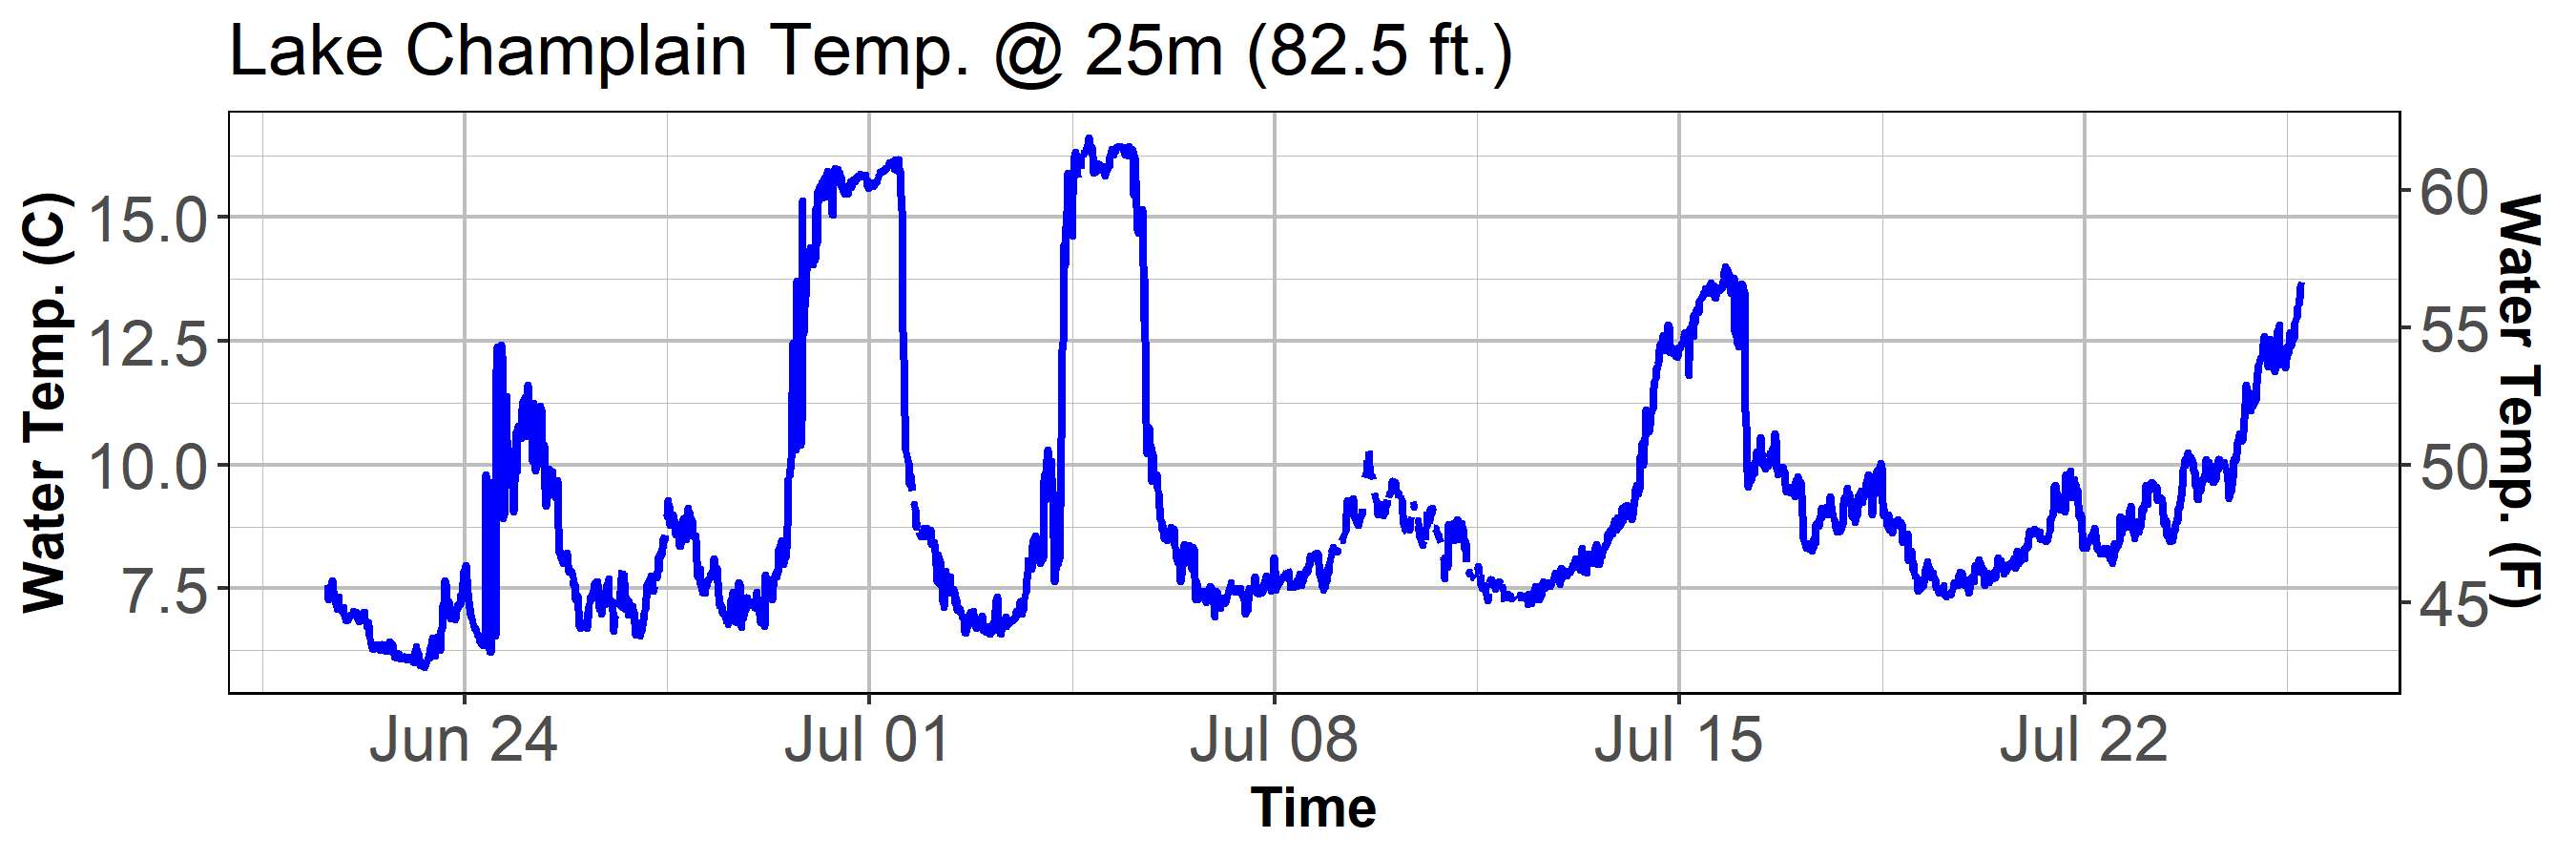 Lake Champlain Temp. @ 25m (82.5 ft.)
Water Temp. (C)
15.0
12.5
10.0
7.5
60
55
50
45
Water Temp. (F)
Jun 24 Jul 01 Jul 08 Jul 15 Jul 22
Time